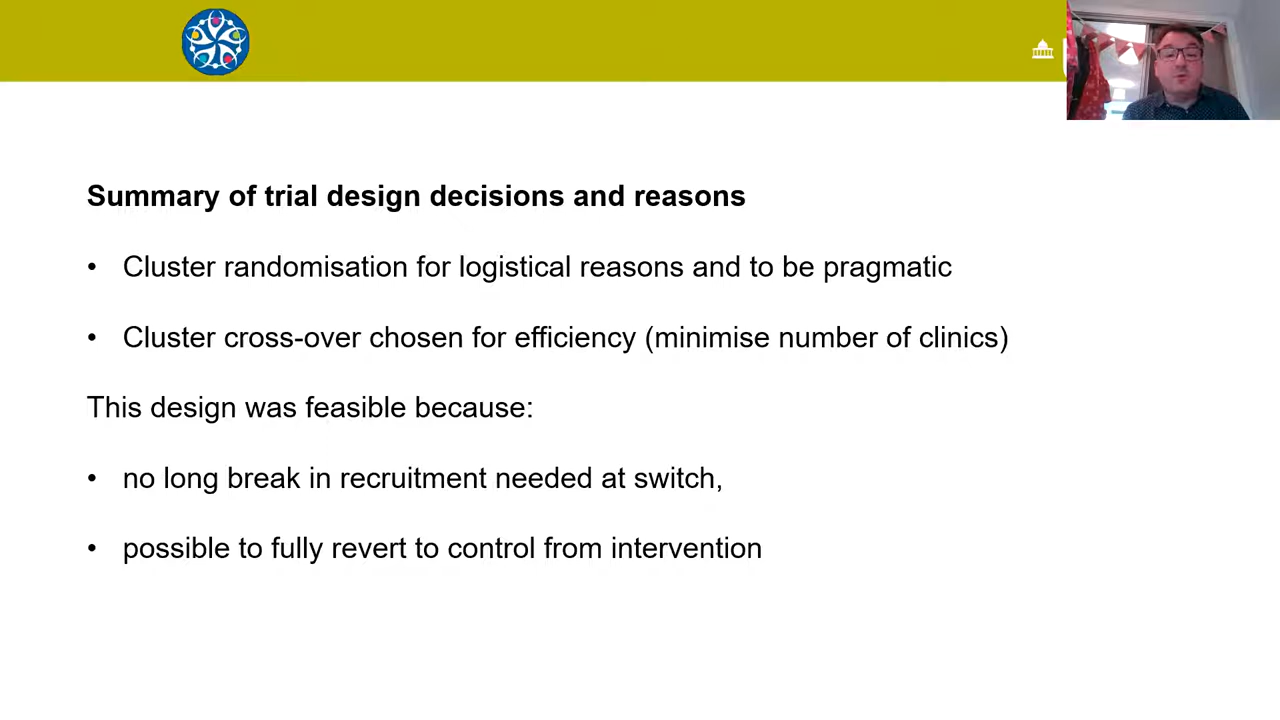 Summary of trial design decisions and reasons
• Cluster randomisation for logistical reasons and to be pragmatic
• Cluster cross-over chosen for efficiency (minimise number of clinics)
This design was feasible because:
• no long break in recruitment needed at switch,
• possible to fully revert to control from intervention